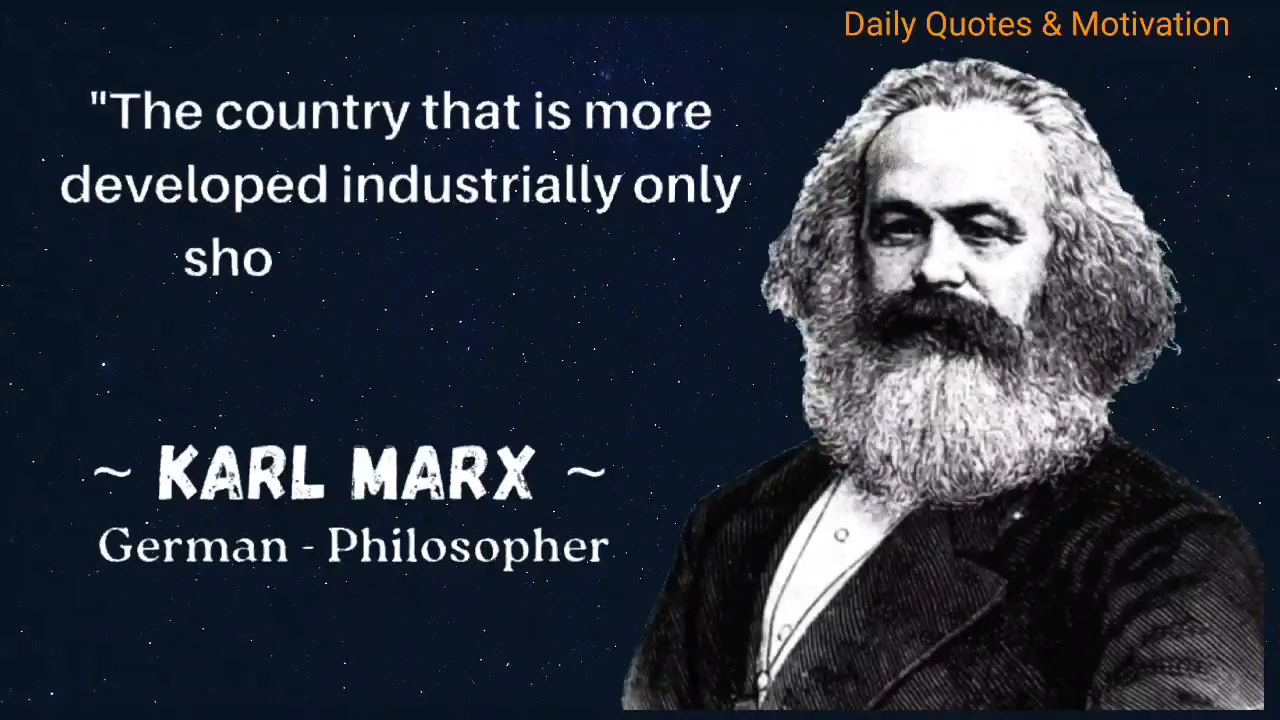 Daily Quotes & Motivation
"The country that is more
developed industrially only
sho
~ KARL MARX ~
German - Philosopher